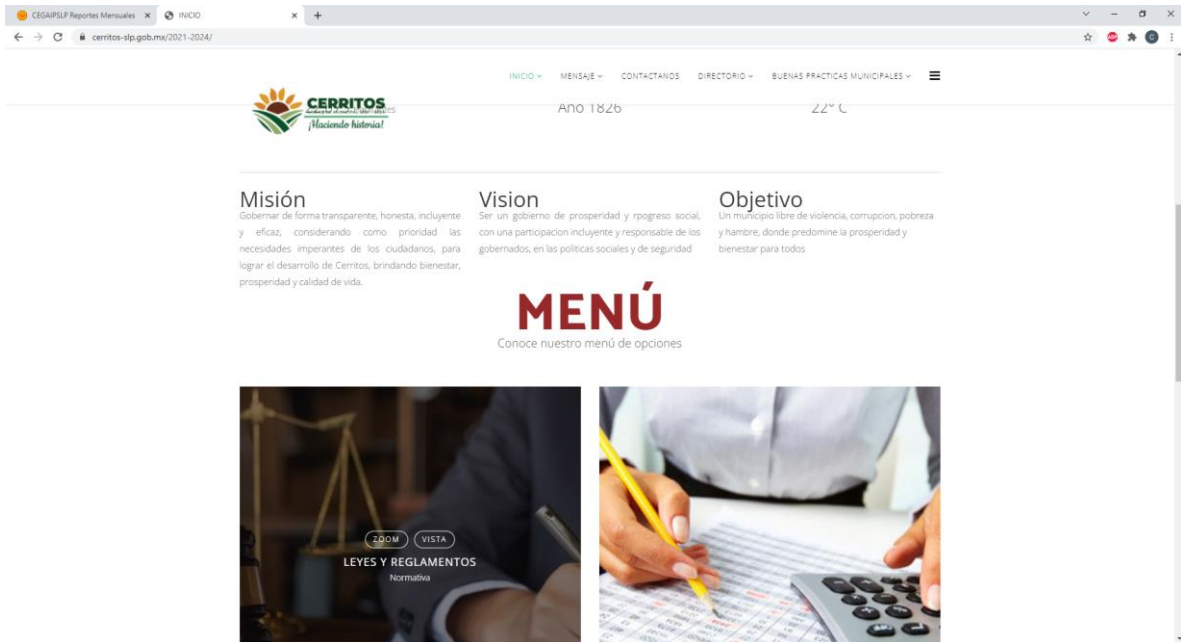 CEGAIPSLP Reportes Mensuales
INICIO
cerritos-slp.gob.mx/2021-2024/
ABP
C
INICIO MENSAJE CONTACTANOS DIRECTORIO BUENAS PRACTICAS MUNICIPALES
CERRITOS
¡Haciendo historia!
Año 1826
22° C
Misión
Gobernar de forma transparente, honesta, incluyente
y eficaz, considerando como prioridad las
necesidades imperantes de los ciudadanos, para
lograr el desarrollo de Cerritos, brindando bienestar,
prosperidad y calidad de vida.
Vision
Ser un gobierno de prosperidad y rpogreso social,
con una participacion incluyente y responsable de los
gobernados, en las politicas sociales y de seguridad
Objetivo
Un municipio libre de violencia, corrupcion, pobreza
y hambre, donde predomine la prosperidad y
bienestar para todos
MENÚ
Conoce nuestro menú de opciones
ZOOM VISTA
LEYES Y REGLAMENTOS
Normativa